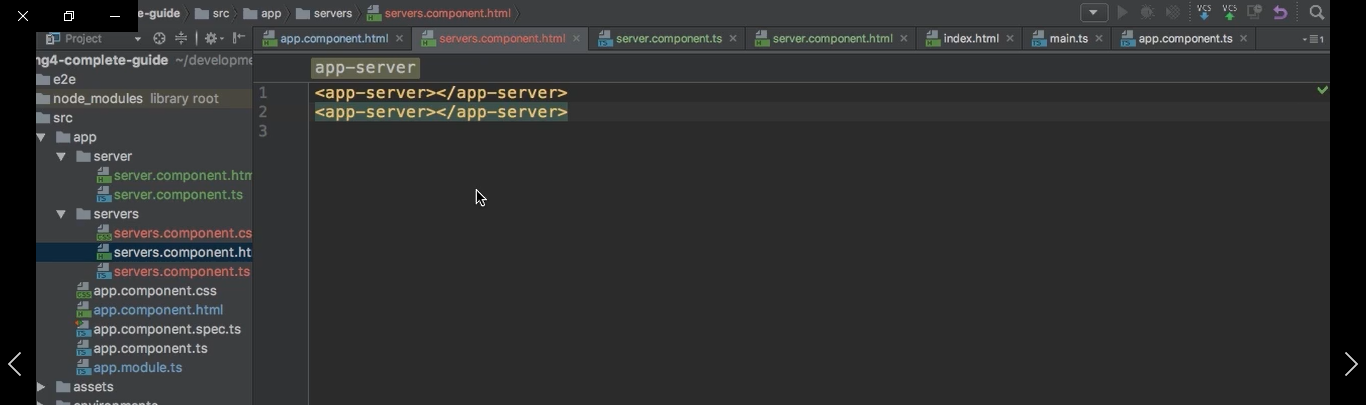 e-guide src app servers servers.component.html
VCS VCS
Project
app.component.html servers.component.html server.component.ts server.component.html index.html main.ts app.component.ts
ng4-complete-guide ~/developme
e2e
node_modules library root
src
app
server
server.component.htm
server.component.ts
servers
servers.component.cs
servers.component.ht
servers.component.ts
app.component.css
app.component.html
app.component.spec.ts
app.component.ts
app.module.ts
assets
environments
app-server
1 <app-server></app-server>
2 <app-server></app-server>
3